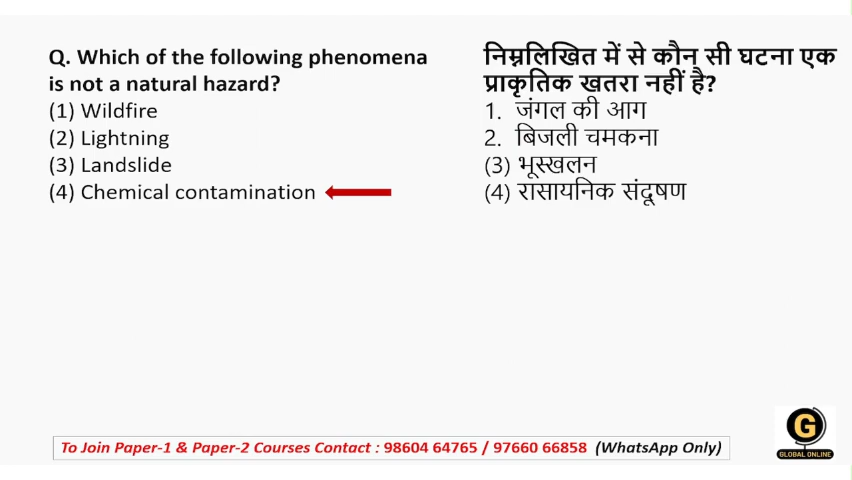 Q. Which of the following phenomena
is not a natural hazard?
(1) Wildfire
(2) Lightning
(3) Landslide
(4) Chemical contamination
निम्नलिखित में से कौन सी घटना एक
प्राकृतिक खतरा नहीं है?
1. जंगल की आग
2. बिजली चमकना
(3) भूस्खलन
(4) रासायनिक संदूषण
To Join Paper-1 & Paper-2 Courses Contact : 98604 64765 / 97660 66858 (WhatsApp Only)
G
GLOBAL ONLINE